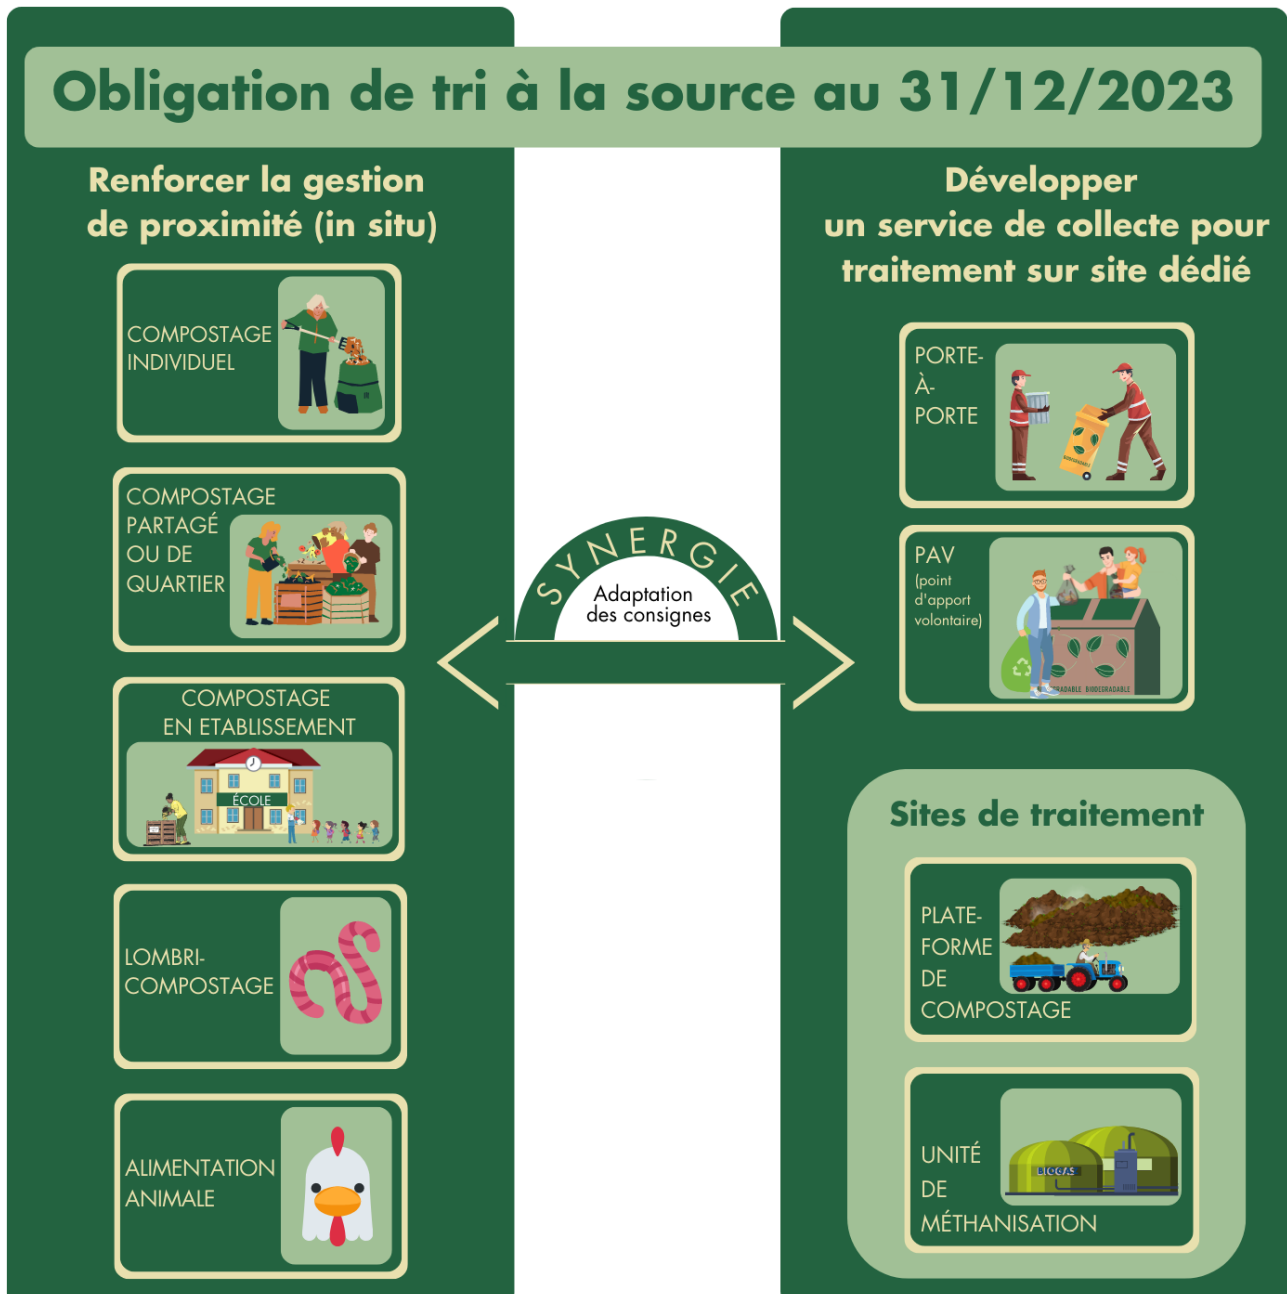 Obligation de tri à la source au 31/12/2023
Renforcer la gestion
de proximité (in situ)
COMPOSTAGE
INDIVIDUEL
COMPOSTAGE
PARTAGÉ
OU DE
QUARTIER
COMPOSTAGE
EN ETABLISSEMENT
ÉCOLE
LOMBRI-
COMPOSTAGE
ALIMENTATION
ANIMALE
SYNERGIE
Adaptation
des consignes
Développer
un service de collecte pour
traitement sur site dédié
PORTE-
À-
PORTE
BIODEGRADABLE
PAV
(point
d'apport
volontaire)
RADABLE BIODEGRADABLE
Sites de traitement
PLATE-
FORME
DE
COMPOSTAGE
UNITÉ
DE
MÉTHANISATION
BIOGAS